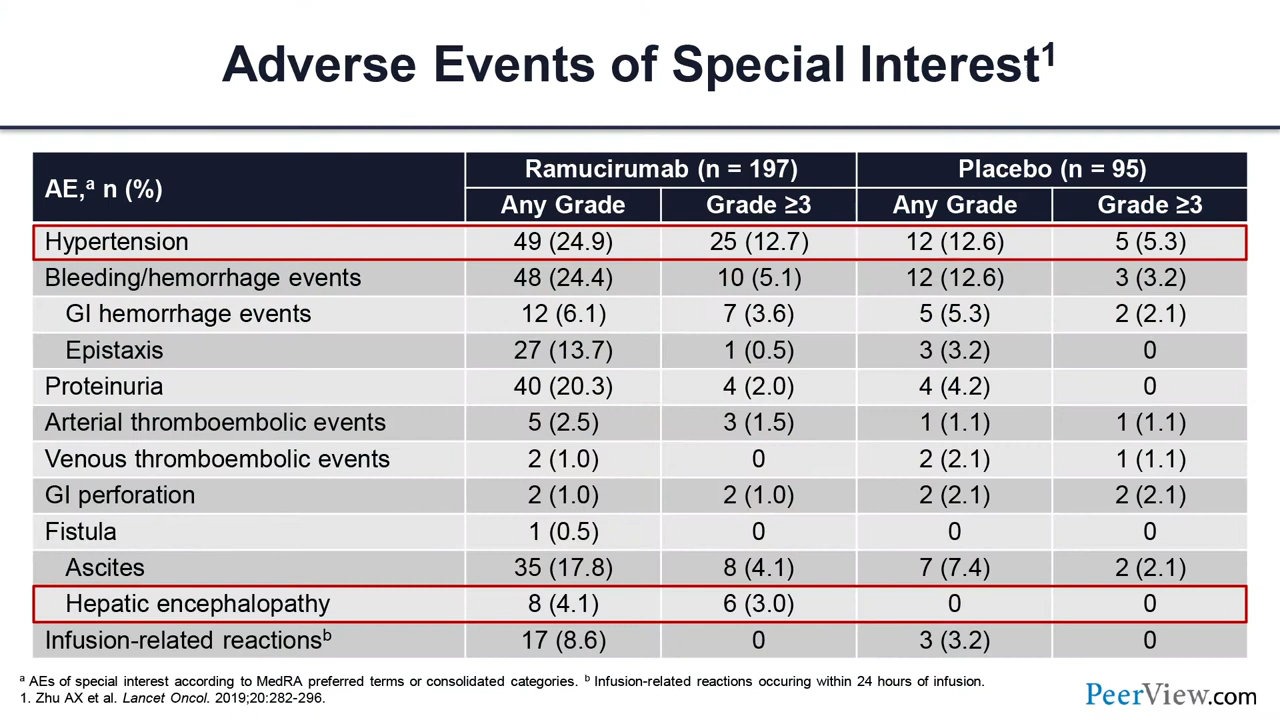 Adverse Events of Special Interest1
AE,a n (%)
Ramucirumab (n = 197) Placebo (n = 95)
Any Grade Grade ≥3 Any Grade Grade ≥3
Hypertension 49 (24.9) 25 (12.7) 12 (12.6) 5 (5.3)
Bleeding/hemorrhage events 48 (24.4) 10 (5.1) 12 (12.6) 3 (3.2)
GI hemorrhage events 12 (6.1) 7 (3.6) 5 (5.3) 2 (2.1)
Epistaxis 27 (13.7) 1 (0.5) 3 (3.2) 0
Proteinuria 40 (20.3) 4 (2.0) 4 (4.2) 0
Arterial thromboembolic events 5 (2.5) 3 (1.5) 1 (1.1) 1 (1.1)
Venous thromboembolic events 2 (1.0) 0 2 (2.1) 1 (1.1)
GI perforation 2 (1.0) 2 (1.0) 2 (2.1) 2 (2.1)
Fistula 1 (0.5) 0 0 0
Ascites 35 (17.8) 8 (4.1) 7 (7.4) 2 (2.1)
Hepatic encephalopathy 8 (4.1) 6 (3.0) 0 0
Infusion-related reactionsb 17 (8.6) 0 3 (3.2) 0
a AEs of special interest according to MedRA preferred terms or consolidated categories. b Infusion-related reactions occuring within 24 hours of infusion.
1. Zhu AX et al. Lancet Oncol. 2019;20:282-296.
PeerView.com